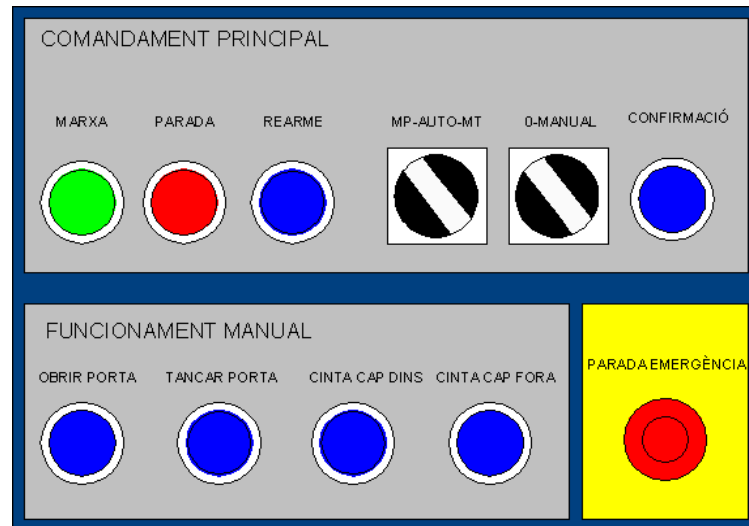 COMANDAMENT PRINCIPAL
MARXA PARADA REARME MP-AUTO-MT 0-MANUAL CONFIRMACIÓ
FUNCIONAMENT MANUAL
OBRIR PORTA TANCAR PORTA CINTA CAP DINS CINTA CAP FORA
PARADA EMERGÈNCIA